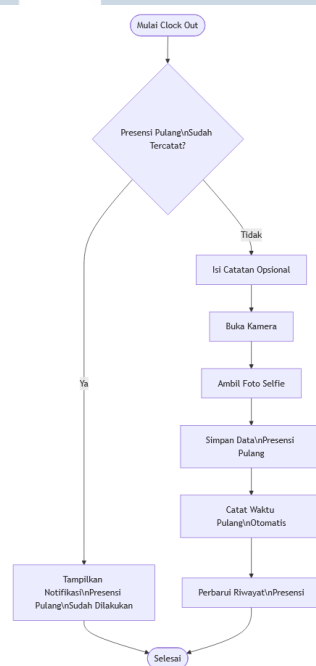 Mulai Clock Out
Presensi Pulang\nSudah
Tercatat?
Tidak
Isi Catatan Opsional
Buka Kamera
Ya
Ambil Foto Selfie
Simpan Data\nPresensi
Pulang
Catat Waktu
Pulang\nOtomatis
Tampilkan
Notifikasi\nPresensi
Pulang\nSudah Dilakukan
Perbarui Riwayat\nPresensi
Selesai